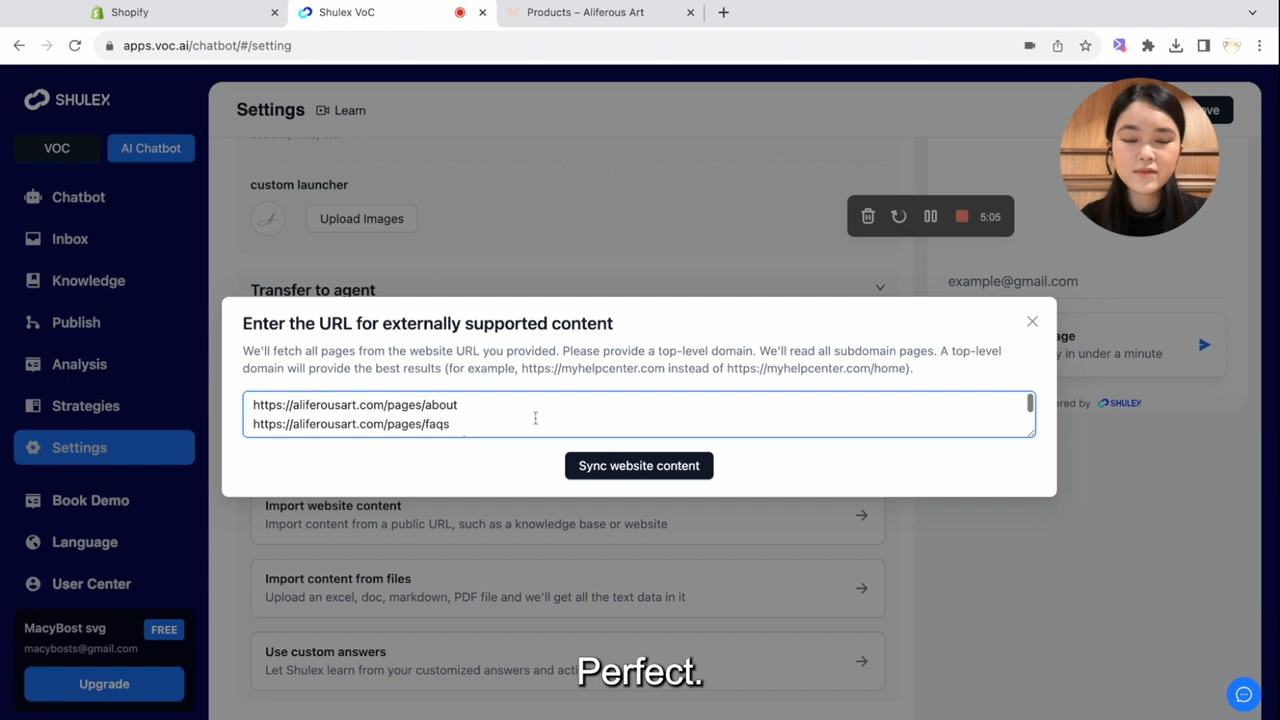 Shopify
Shulex VoC
Products – Aliferous Art
apps.voc.ai/chatbot/#/setting
SHULEX
VOC
AI Chatbot
Chatbot
Inbox
Knowledge
Publish
Analysis
Strategies
Settings
Book Demo
Language
User Center
MacyBost svg
FREE
macybosts@gmail.com
Upgrade
Settings
Learn
custom launcher
Upload Images
5:05
Transfer to agent
example@gmail.com
Enter the URL for externally supported content
We'll fetch all pages from the website URL you provided. Please provide a top-level domain. We'll read all subdomain pages. A top-level
domain will provide the best results (for example, https://myhelpcenter.com instead of https://myhelpcenter.com/home).
https://aliferousart.com/pages/about
https://aliferousart.com/pages/faqs
Sync website content
in under a minute
SHULEX
Import website content
Import content from a public URL, such as a knowledge base or website
Import content from files
Upload an excel, doc, markdown, PDF file and we'll get all the text data in it
Use custom answers
Let Shulex learn from your customized answers and
Perfect.